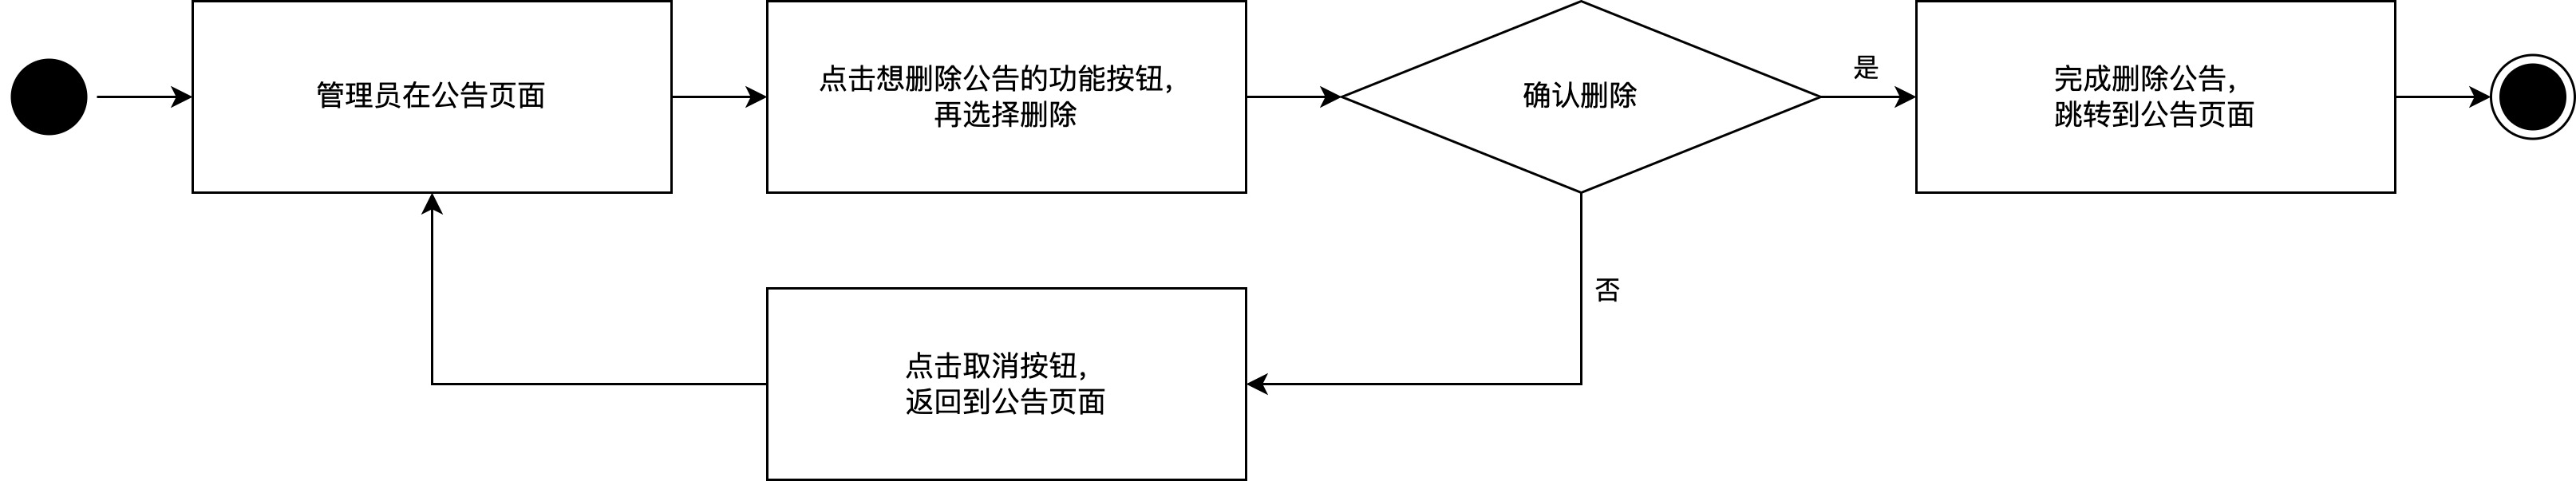 管理员在公告页面
点击想删除公告的功能按钮，
再选择删除
确认删除
是
完成删除公告，
跳转到公告页面
否
点击取消按钮，
返回到公告页面